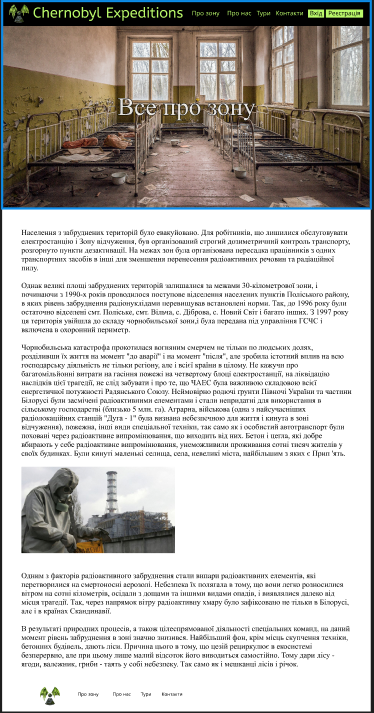 Chernobyl Expeditions Про зону Про нас Тури Контакти Вхід Реєстрація
Все про зону
Населення з забруднених територій було евакуйовано. Для робітників, що лишилися обслуговувати
електростанцію і Зону відчуження, був організований строгий дозиметричний контроль транспорту,
розгорнуто пункти дезактивації. На межах зон була організована пересадка працівників з одних
транспортних засобів в інші для зменшення перенесення радіоактивних речовин та радіаційної
пилу.
Однак великі площі забруднених територій залишалися за межами 30-кілометрової зони, і
починаючи з 1990-х років проводилося поступове відселення населених пунктів Поліського району,
в яких рівень забруднення радіонуклідами перевищував встановлені норми. Так, до 1996 року були
остаточно відселені смт. Поліське, смт. Вільча, с. Діброва, с. Новий Світ і багато інших. З 1997 року
ця територія увійшла до складу чорнобильської зони,і була передана під управління ГСЧС і
включена в охоронний периметр.
Чорнобильська катастрофа прокотилася вогняним смерчем не тільки по людських долях,
розділивши їх життя на момент "до аварії" і на момент "після", але зробила істотний вплив на всю
господарську діяльність не тільки регіону, але і всієї країни в цілому. Не кажучи про
багатомільйонні витрати на гасіння пожежі на четвертому блоці електростанції, на ліквідацію
наслідків цієї трагедії, не слід забувати і про те, що ЧАЕС була важливою складовою всієї
енергетичної потужності Радянського Союзу. Неймовірно родючі ґрунти Півночі України та частини
Білорусі були засмічені радіоактивними елементами і стали непридатні для використання в
сільському господарстві (близько 5 млн. га). Аграрна, військова (одна з найсучасніших
радіолокаційних станцій "Дуга - 1" була визнана небезпечною для життя і кинута в зоні
відчуження), пожежна, інші види спеціальної техніки, так само як і особистий автотранспорт були
поховані через радіоактивне випромінювання, що виходить від них. Бетон і цегла, які добре
вбирають у себе радіоактивне випромінювання, унеможливили проживання сотні тисяч жителів у
своїх будинках. Були кинуті маленькі селища, села, невеликі міста, найбільшим з яких є Прип 'ять.
Одним з факторів радіоактивного забруднення стали випари радіоактивних елементів, які
перетворилися на смертоносні аерозолі. Небезпека їх полягала в тому, що вони легко розносилися
вітром на сотні кілометрів, осідали з дощами та іншими видами опадів, і виявлялися далеко від
місця трагедії. Так, через напрямок вітру радіоактивну хмару було зафіксовано не тільки в Білорусі,
але і в країнах Скандинавії.
В результаті природних процесів, а також цілеспрямованої діяльності спеціальних команд, на даний
момент рівень забруднення в зоні значно знизився. Найбільший фон, крім місць скупчення техніки,
бетонних будівель, дають ліси. Причина цього в тому, що цезій рециркулює в екосистемі
безперервно, але при цьому лише малий відсоток його виводиться самостійно. Тому дари лісу -
ягоди, валежник, гриби - таять у собі небезпеку. Так само як і мешканці лісів і річок.
Про зону Про нас Тури Контакти